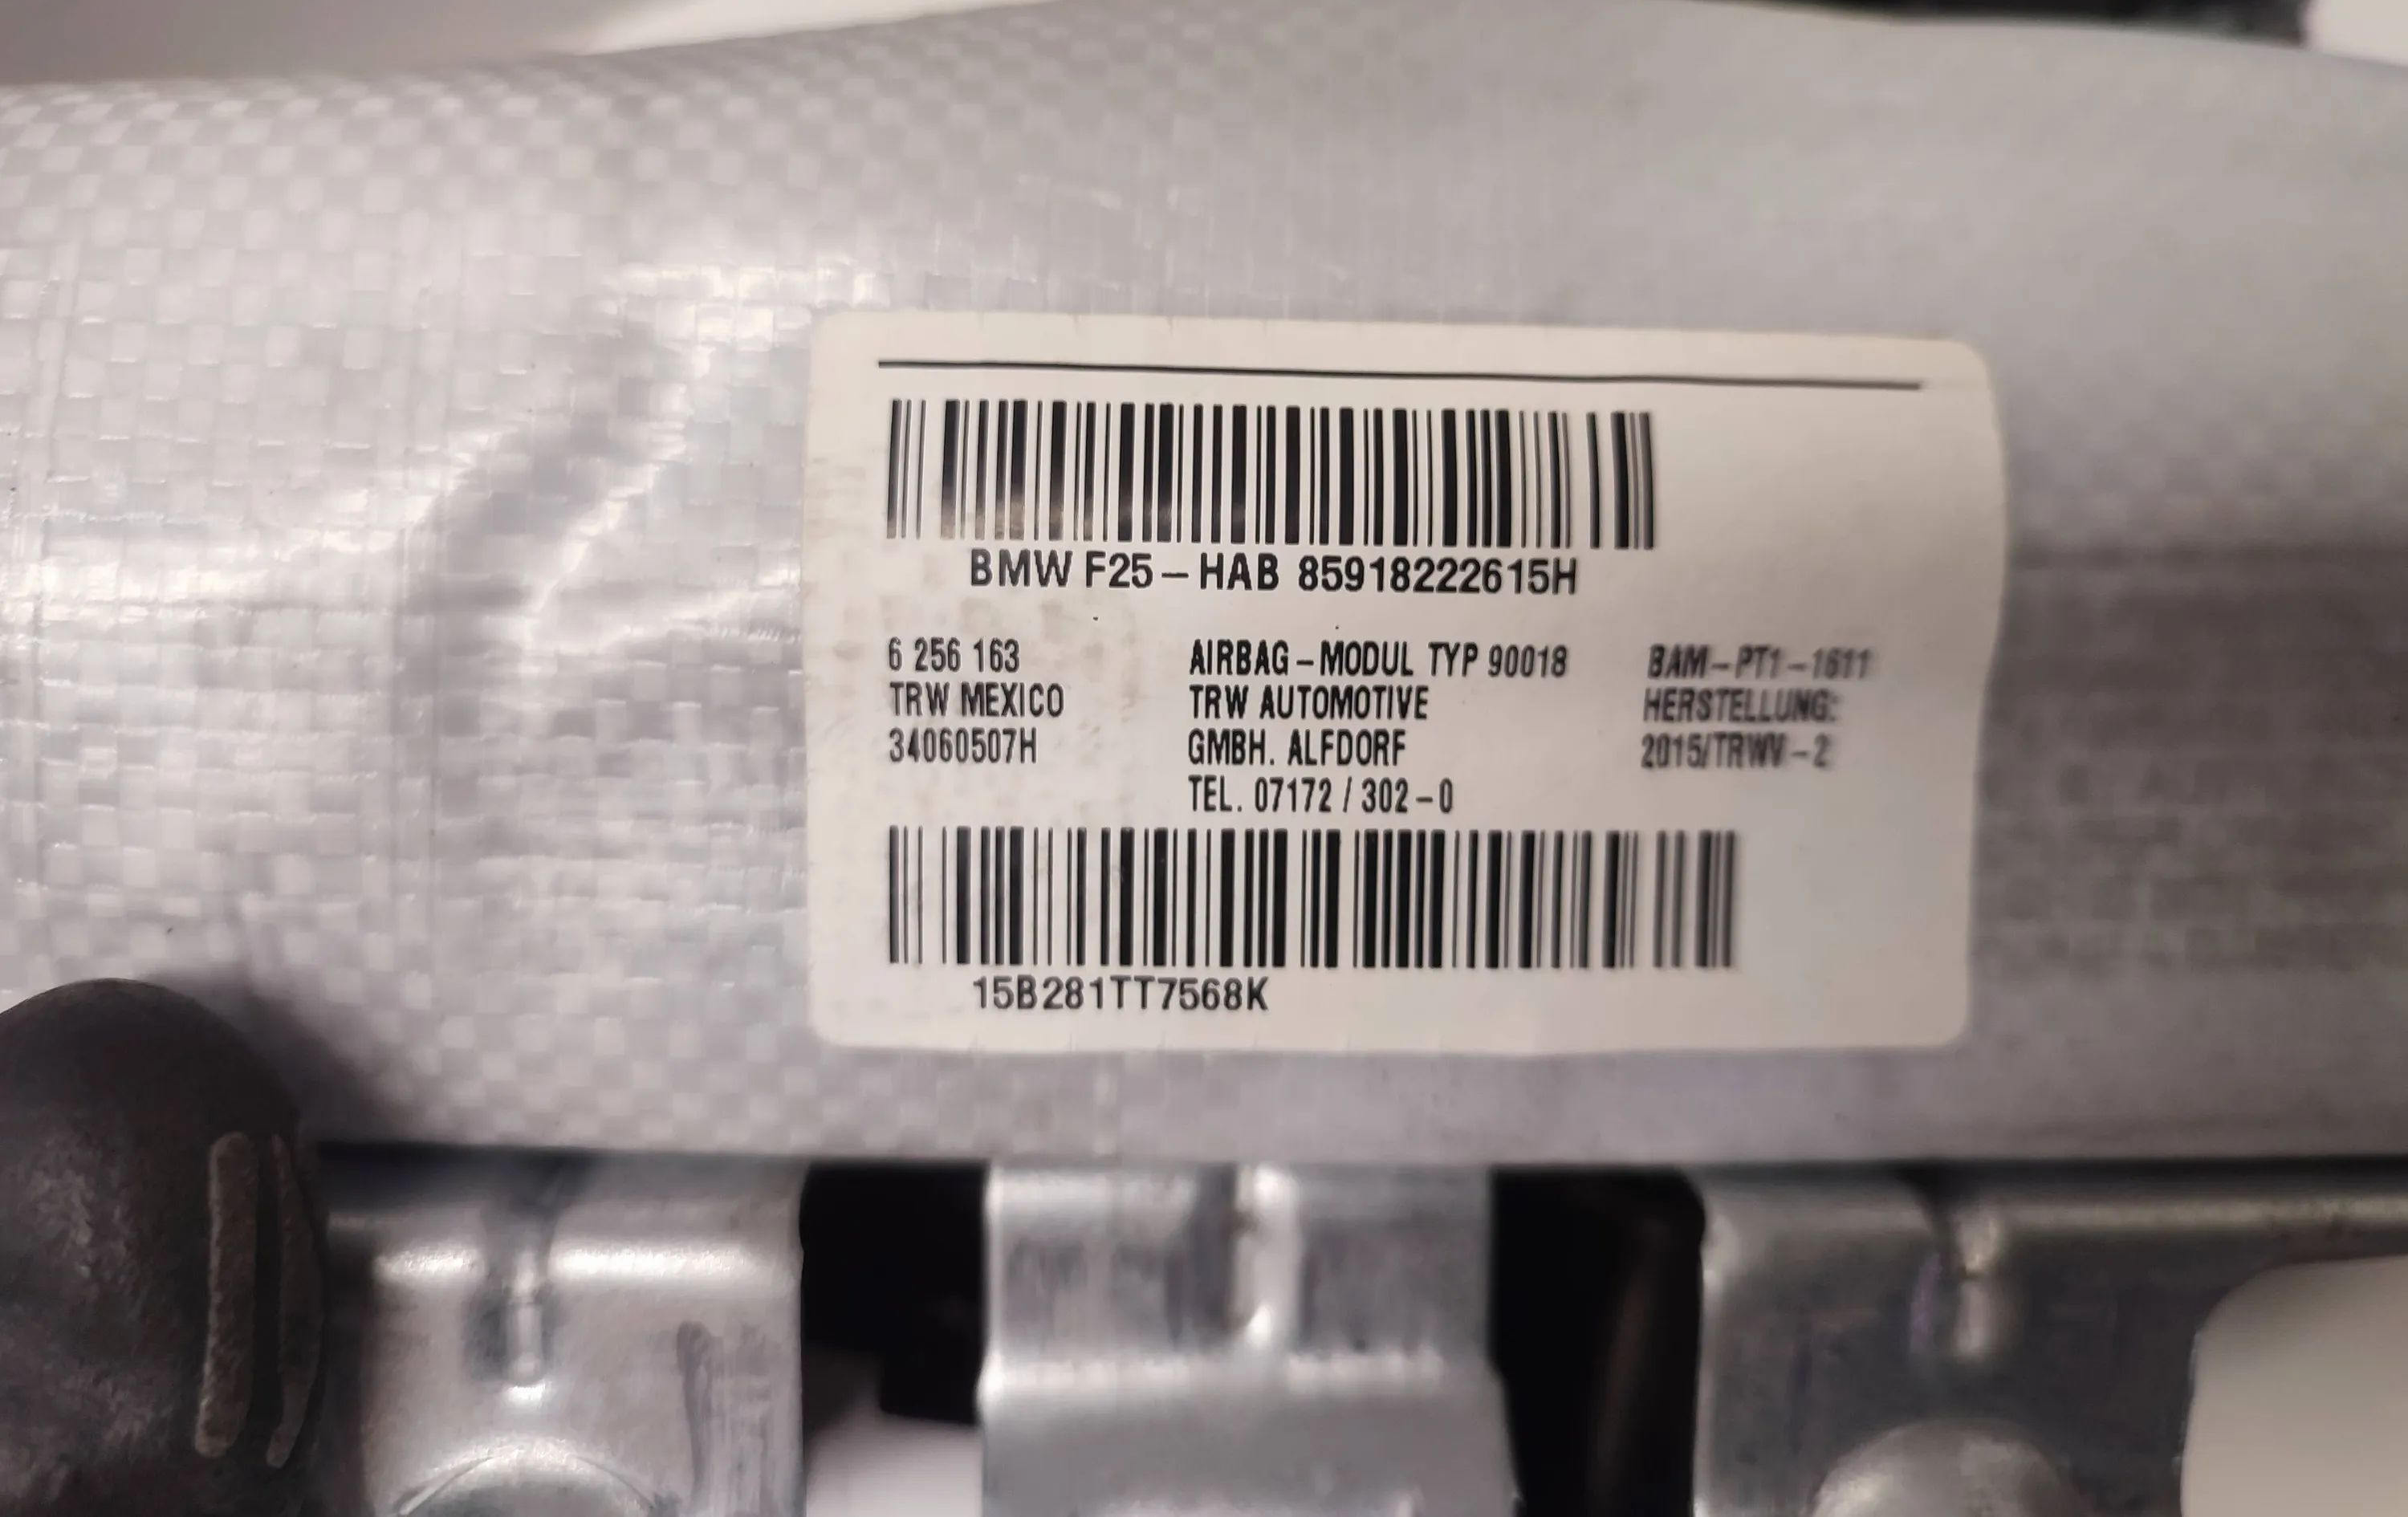 BMW F25-HAB 85918222615H
6 256 163 AIRBAG-MODUL TYP 90018 BAM-PT1-1611
TRW MEXICO TRW AUTOMOTIVE HERSTELLUNG:
34060507H GMBH. ALFDORF 2015/TRWV-2
TEL. 07172 / 302-0
15B281TT7568K